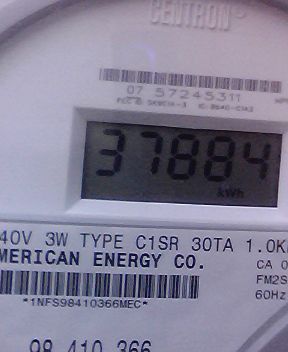 CENTRON®
07 57245311
37884
kWh
40V 3W TYPE C1SR 30TA 1.0K
MERICAN ENERGY CO.
CA 0
FM2S
60Hz
*1NFS98410366MEC*
98 410 366